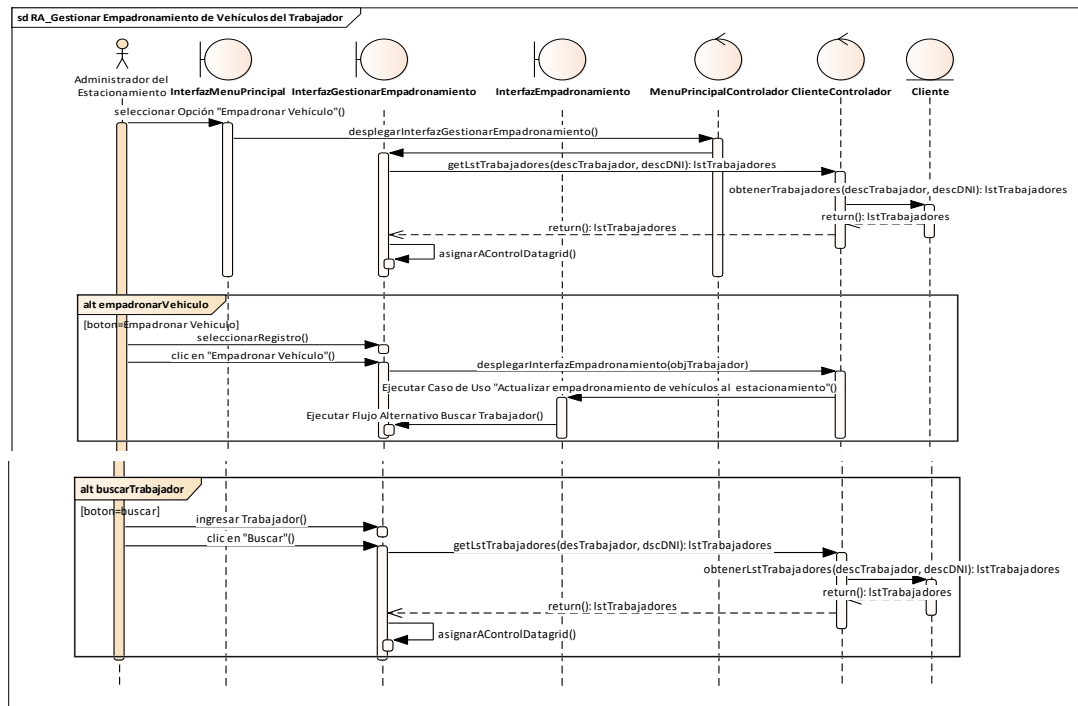 sd RA_Gestionar Empadronamiento de Vehículos del Trabajador
Administrador del
Estacionamiento
InterfazMenuPrincipal
InterfazGestionarEmpadronamiento
InterfazEmpadronamiento
MenuPrincipalControlador
ClienteControlador
Cliente
seleccionar Opción "Empadronar Vehículo"()
desplegarInterfazGestionarEmpadronamiento()
getLstTrabajadores(descTrabajador, descDNI): lstTrabajadores
obtenerTrabajadores(descTrabajador, descDNI): lstTrabajadores
return(): lstTrabajadores
return(): lstTrabajadores
asignarAControlDatagrid()
alt empadronarVehiculo
[boton=Empadronar Vehiculo]
seleccionarRegistro()
clic en "Empadronar Vehículo"()
desplegarInterfazEmpadronamiento(objTrabajador)
Ejecutar Caso de Uso "Actualizar empadronamiento de vehículos al estacionamiento"()
Ejecutar Flujo Alternativo Buscar Trabajador()
alt buscarTrabajador
[boton=buscar]
ingresar Trabajador()
clic en "Buscar"()
getLstTrabajadores(desTrabajador, dscDNI): lstTrabajadores
obtenerLstTrabajadores(descTrabajador, descDNI): lstTrabajadores
return(): lstTrabajadores
return(): lstTrabajadores
asignarAControlDatagrid()